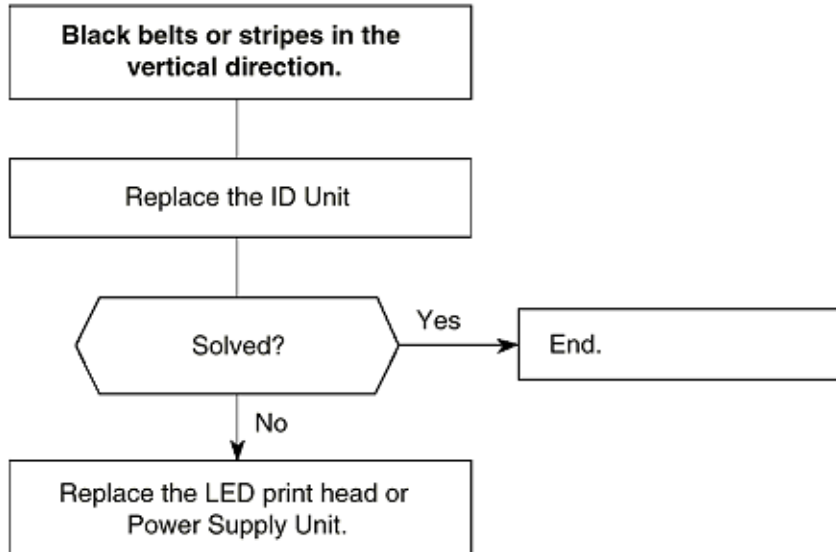 Black belts or stripes in the
vertical direction.
Replace the ID Unit
Solved?
Yes
End.
No
Replace the LED print head or
Power Supply Unit.